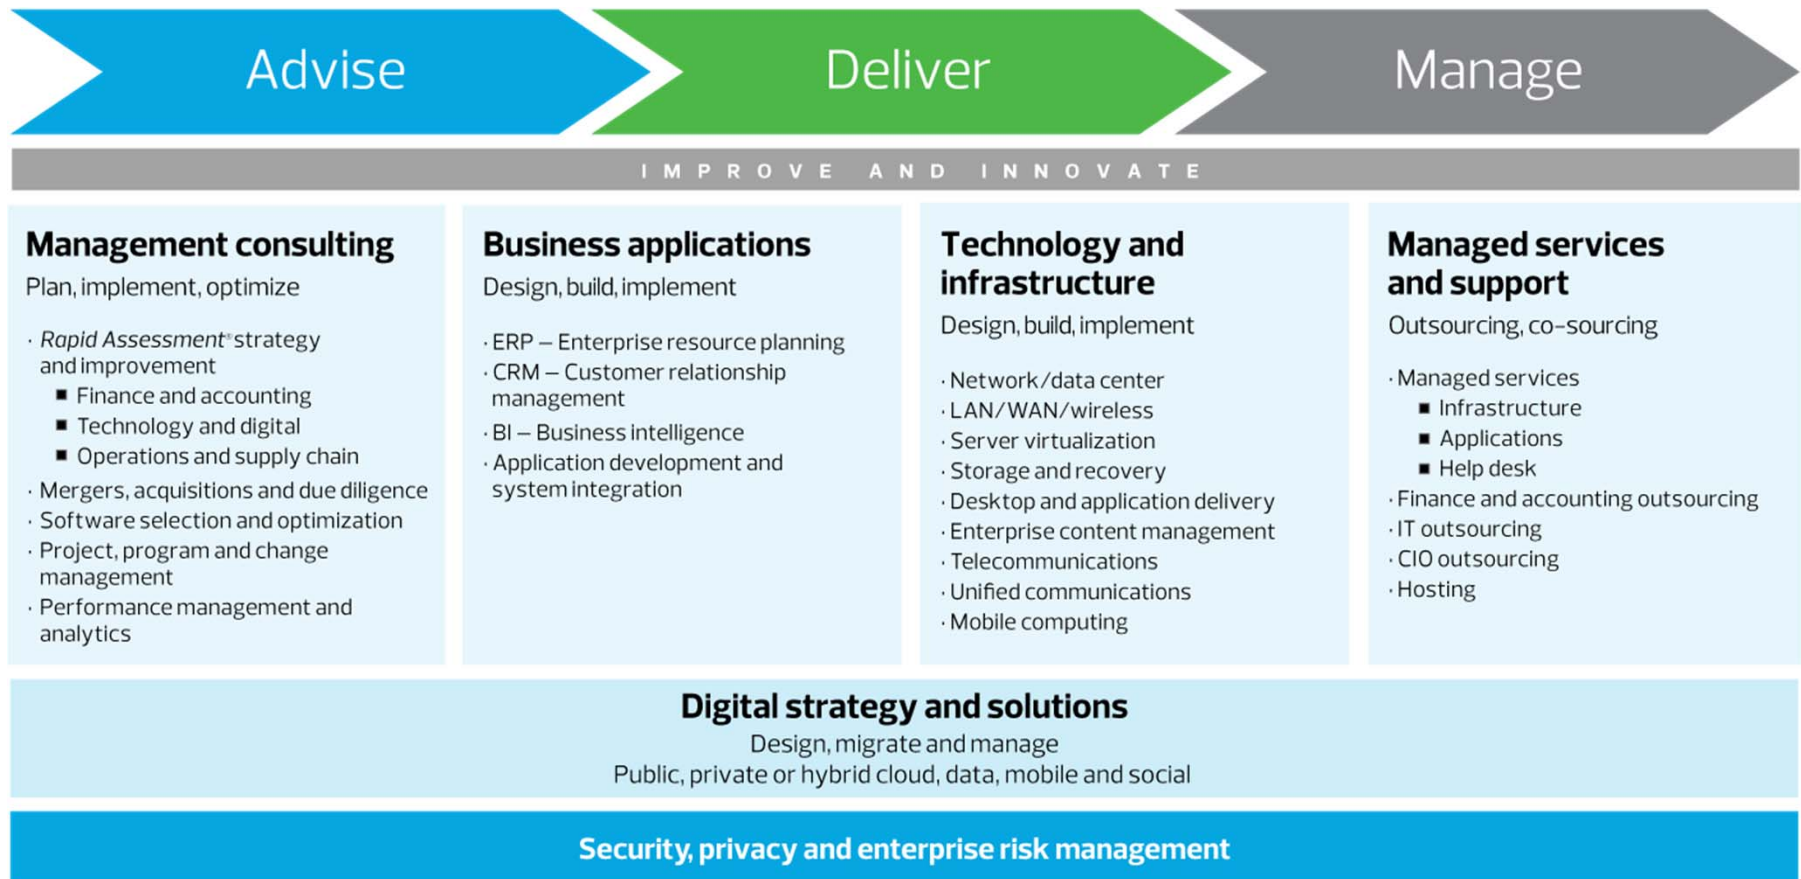 Advise
Deliver
Manage
IMPROVE AND INNOVATE
Management consulting
Plan, implement, optimize
· Rapid Assessment® strategy
and improvement
■ Finance and accounting
■ Technology and digital
■ Operations and supply chain
· Mergers, acquisitions and due diligence
· Software selection and optimization
· Project, program and change
management
· Performance management and
analytics
Business applications
Design, build, implement
· ERP – Enterprise resource planning
· CRM – Customer relationship
management
· BI – Business intelligence
· Application development and
system integration
Technology and
infrastructure
Design, build, implement
· Network/data center
· LAN/WAN/wireless
· Server virtualization
· Storage and recovery
· Desktop and application delivery
· Enterprise content management
· Telecommunications
· Unified communications
· Mobile computing
Managed services
and support
Outsourcing, co-sourcing
· Managed services
■ Infrastructure
■ Applications
■ Help desk
· Finance and accounting outsourcing
· IT outsourcing
· CIO outsourcing
· Hosting
Digital strategy and solutions
Design, migrate and manage
Public, private or hybrid cloud, data, mobile and social
Security, privacy and enterprise risk management